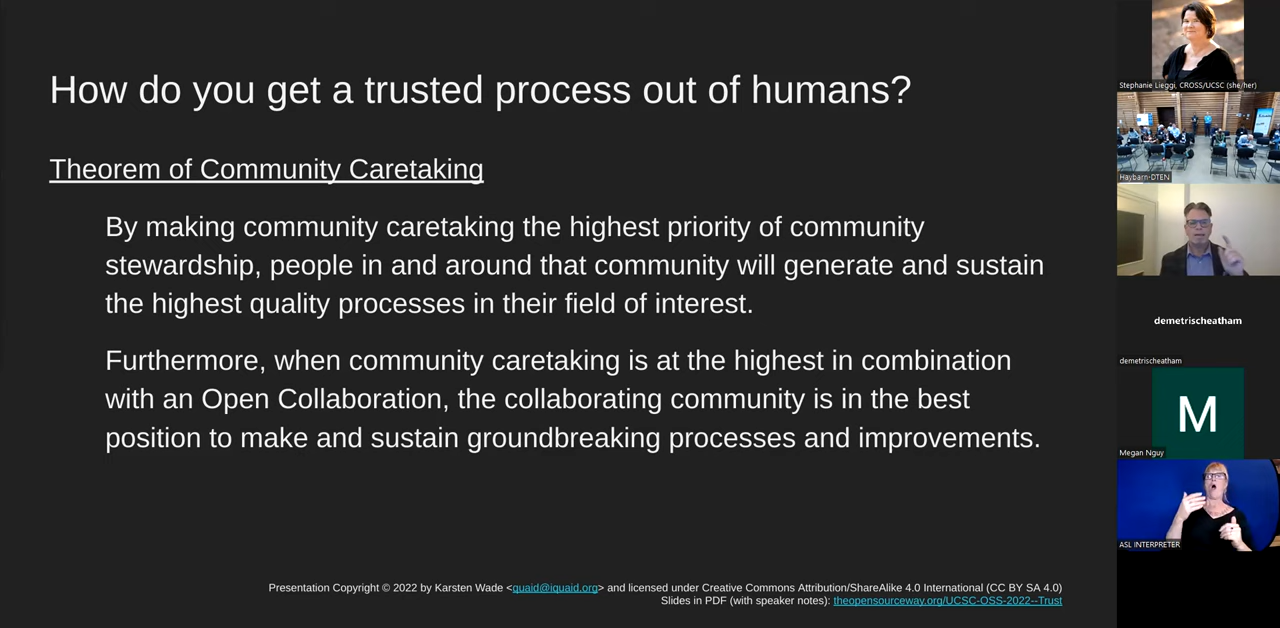 How do you get a trusted process out of humans?
Theorem of Community Caretaking
By making community caretaking the highest priority of community
stewardship, people in and around that community will generate and sustain
the highest quality processes in their field of interest.
Furthermore, when community caretaking is at the highest in combination
with an Open Collaboration, the collaborating community is in the best
position to make and sustain groundbreaking processes and improvements.
Presentation Copyright © 2022 by Karsten Wade <quaid@iquaid.org> and licensed under Creative Commons Attribution/ShareAlike 4.0 International (CC BY SA 4.0)
Slides in PDF (with speaker notes): theopensourceway.org/UCSC-OSS-2022--Trust
Stephanie Lieggi, CROSS/UCSC (she/her)
Haybarn-DTEN
demetrischeatham
demetrischeatham
M
Megan Nguy
ASL INTERPRETER